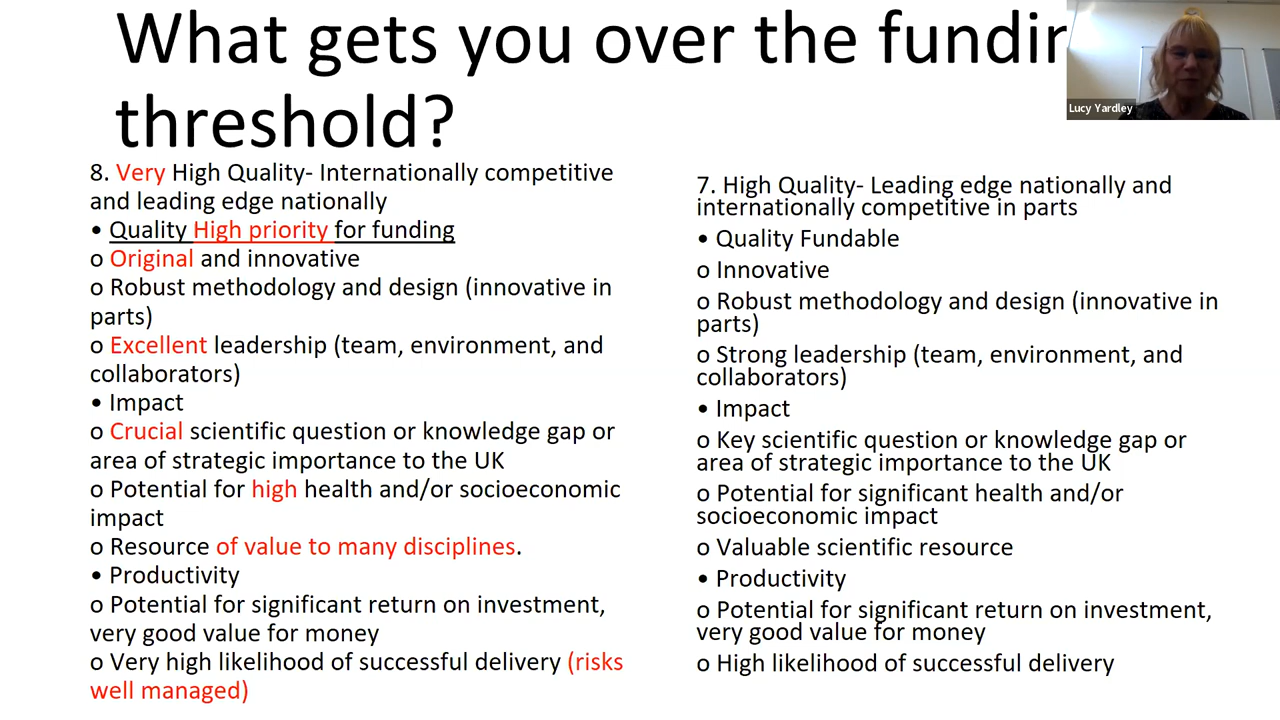 What gets you over the fundin
threshold?
Lucy Yardley
8. Very High Quality- Internationally competitive
and leading edge nationally
• Quality High priority for funding
o Original and innovative
o Robust methodology and design (innovative in
parts)
o Excellent leadership (team, environment, and
collaborators)
• Impact
o Crucial scientific question or knowledge gap or
area of strategic importance to the UK
o Potential for high health and/or socioeconomic
impact
o Resource of value to many disciplines.
• Productivity
o Potential for significant return on investment,
very good value for money
o Very high likelihood of successful delivery (risks
well managed)
7. High Quality- Leading edge nationally and
internationally competitive in parts
• Quality Fundable
o Innovative
o Robust methodology and design (innovative in
parts)
o Strong leadership (team, environment, and
collaborators)
• Impact
o Key scientific question or knowledge gap or
area of strategic importance to the UK
o Potential for significant health and/or
socioeconomic impact
o Valuable scientific resource
• Productivity
o Potential for significant return on investment,
very good value for money
o High likelihood of successful delivery